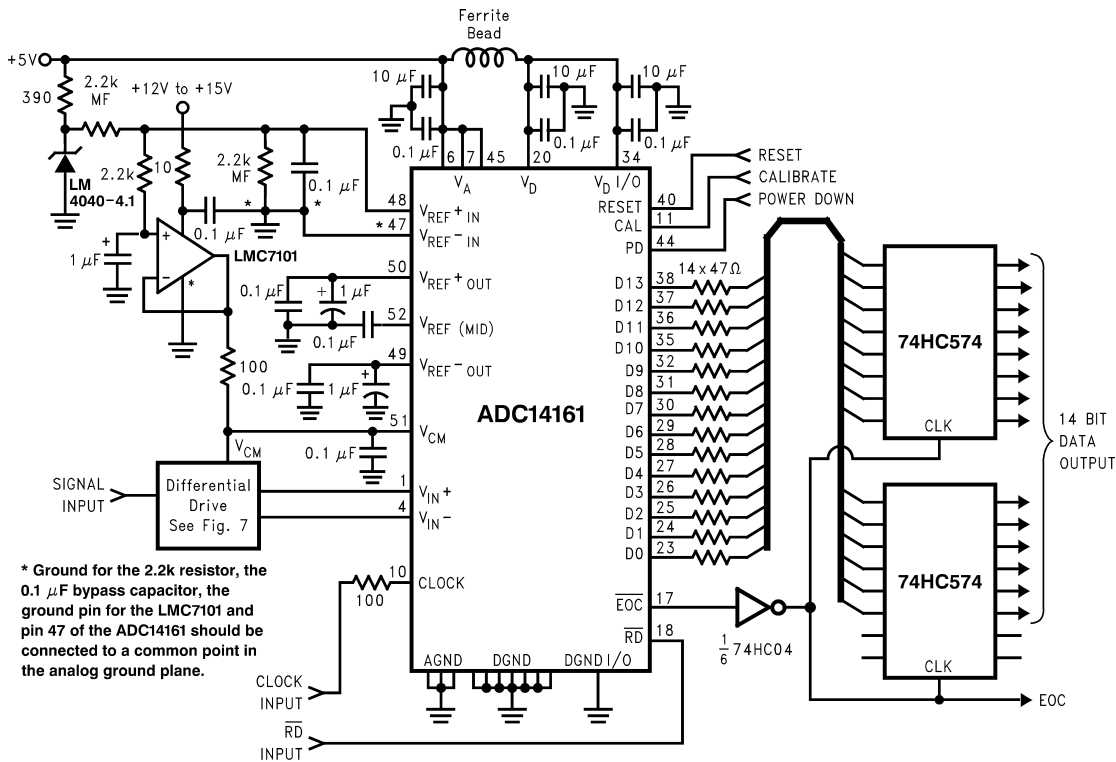 Ferrite
Bead
+5V
390
2.2k
MF
+12V to +15V
10 µF
0.1 µF
10 µF
0.1 µF
10 µF
0.1 µF
6
7
45
20
34
V_A
V_D
V_D I/O
LM
4040-4.1
2.2k
10
2.2k
MF
0.1 µF
0.1 µF
*
*
1 µF
+
+
−
*
LMC7101
48
V_REF+ IN
* 47
V_REF− IN
50
V_REF+ OUT
0.1 µF
+
1 µF
52
V_REF (MID)
0.1 µF
49
V_REF− OUT
0.1 µF
1 µF
+
100
51
V_CM
V_CM
0.1 µF
ADC14161
SIGNAL
INPUT
Differential
Drive
See Fig. 7
1
V_IN+
4
V_IN−
10
CLOCK
100
* Ground for the 2.2k resistor, the
0.1 µF bypass capacitor, the
ground pin for the LMC7101 and
pin 47 of the ADC14161 should be
connected to a common point in
the analog ground plane.
CLOCK
INPUT
R̅D̅
INPUT
AGND
DGND
DGND I/O
RESET
40
RESET
CAL
11
CALIBRATE
PD
44
POWER DOWN
14x47Ω
D13 38
D12 37
D11 36
D10 35
D9 32
D8 31
D7 30
D6 29
D5 28
D4 27
D3 26
D2 25
D1 24
D0 23
E̅O̅C̅ 17
R̅D̅ 18
1/6 74HC04
74HC574
CLK
74HC574
CLK
14 BIT
DATA
OUTPUT
EOC